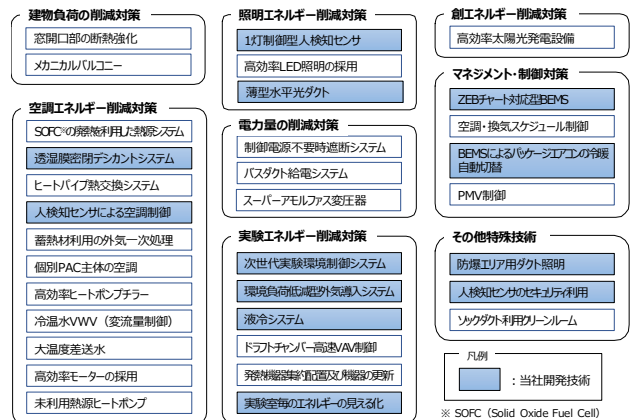 建物負荷の削減対策
窓開口部の断熱強化
メカニカルバルコニー
空調エネルギー削減対策
SOFC※の廃熱を利用した熱源システム
透湿膜密閉デシカントシステム
ヒートパイプ熱交換システム
人検知センサによる空調制御
蓄熱材利用の外気一次処理
個別PAC主体の空調
高効率ヒートポンプチラー
冷温水VWV（変流量制御）
大温度差送水
高効率モーターの採用
未利用熱源ヒートポンプ
照明エネルギー削減対策
1灯制御型人検知センサ
高効率LED照明の採用
薄型水平光ダクト
電力量の削減対策
制御電源不要時遮断システム
バスダクト給電システム
スーパーアモルファス変圧器
実験エネルギー削減対策
次世代実験環境制御システム
環境負荷低減型外気導入システム
液冷システム
ドラフトチャンバー高速VAV制御
発熱機器集約配置及び機器の更新
実験室毎のエネルギーの見える化
創エネルギー削減対策
高効率太陽光発電設備
マネジメント・制御対策
ZEBチャート対応型BEMS
空調・換気スケジュール制御
BEMSによるパッケージエアコンの冷暖
自動切替
PMV制御
その他特殊技術
防爆エリア用ダクト照明
人検知センサのセキュリティ利用
ソックダクト利用クリーンルーム
凡例
：当社開発技術
※ SOFC（Solid Oxide Fuel Cell）